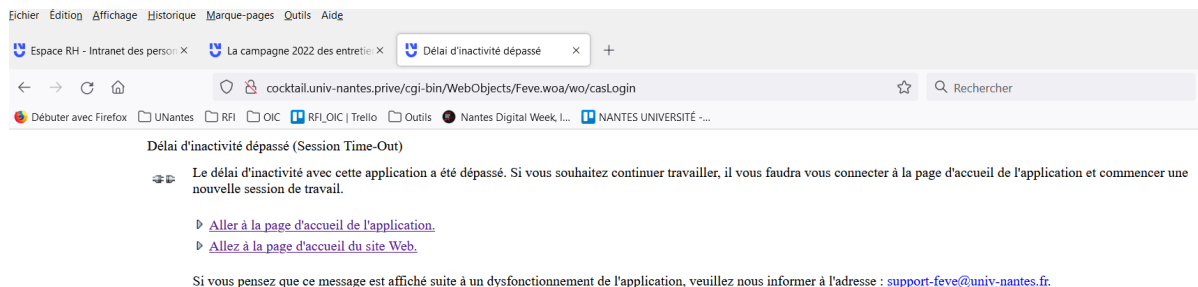 Fichier Edition Affichage Historique Marque-pages Outils Aide
Espace RH - Intranet des person
La campagne 2022 des entretie
Délai d'inactivité dépassé
cocktail.univ-nantes.prive/cgi-bin/WebObjects/Feve.woa/wo/casLogin
Rechercher
Débuter avec Firefox UNantes RFI OIC RFI_OIC | Trello Outils Nantes Digital Week, l... NANTES UNIVERSITÉ -...
Délai d'inactivité dépassé (Session Time-Out)
Le délai d'inactivité avec cette application a été dépassé. Si vous souhaitez continuer travailler, il vous faudra vous connecter à la page d'accueil de l'application et commencer une
nouvelle session de travail.
Aller à la page d'accueil de l'application.
Allez à la page d'accueil du site Web.
Si vous pensez que ce message est affiché suite à un dysfonctionnement de l'application, veuillez nous informer à l'adresse : support-feve@univ-nantes.fr.